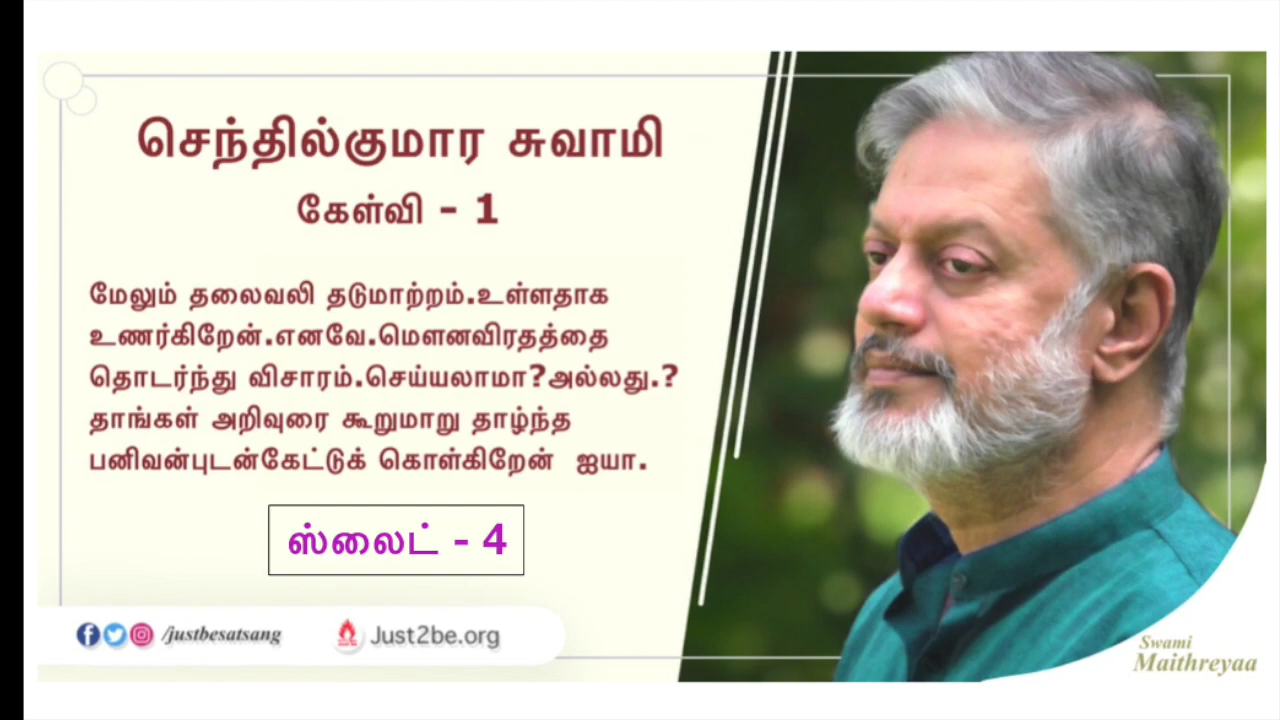 செந்தில்குமார சுவாமி
கேள்வி - 1
மேலும் தலைவலி தடுமாற்றம்.உள்ளதாக
உணர்கிறேன்.எனவே.மௌனவிரதத்தை
தொடர்ந்து விசாரம்.செய்யலாமா?அல்லது.?
தாங்கள் அறிவுரை கூறுமாறு தாழ்ந்த
பனிவன்புடன்கேட்டுக் கொள்கிறேன் ஐயா.
ஸ்லைட் - 4
/justbesatsang
Just2be.org
Swami
Maithreyaa